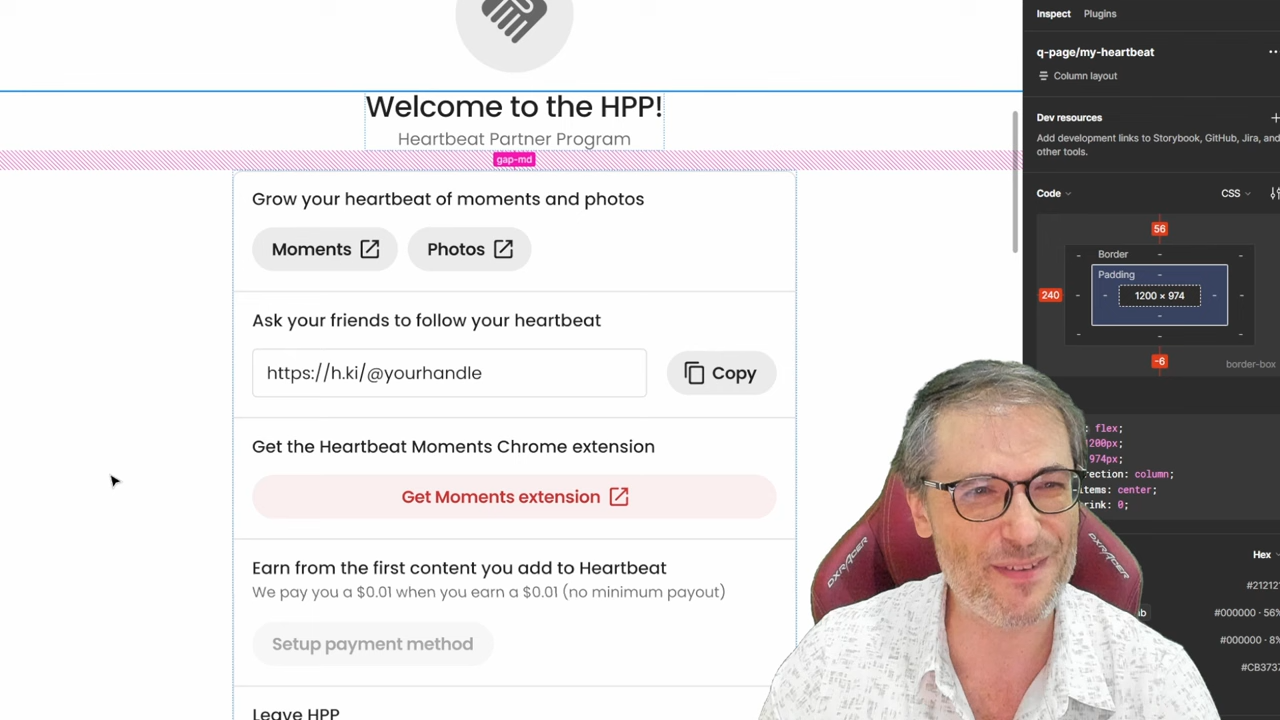 Inspect Plugins
q-page/my-heartbeat
Column layout
Welcome to the HPP!
Dev resources
Heartbeat Partner Program
Add development links to Storybook, GitHub, Jira, and
other tools.
gap-md
Grow your heartbeat of moments and photos
Code CSS
56
Moments Photos
Border -
Padding -
240 - - 1200 × 974 - -
-
-
Ask your friends to follow your heartbeat
-6
border-box
https://h.ki/@yourhandle Copy
flex;
Get the Heartbeat Moments Chrome extension
column;
center;
Get Moments extension
0;
DXRACER
DXRACER
Hex
Earn from the first content you add to Heartbeat
We pay you a $0.01 when you earn a $0.01 (no minimum payout)
#212121
#000000 · 56%
Setup payment method
#000000 · 8%
#CB3737
Leave HPP